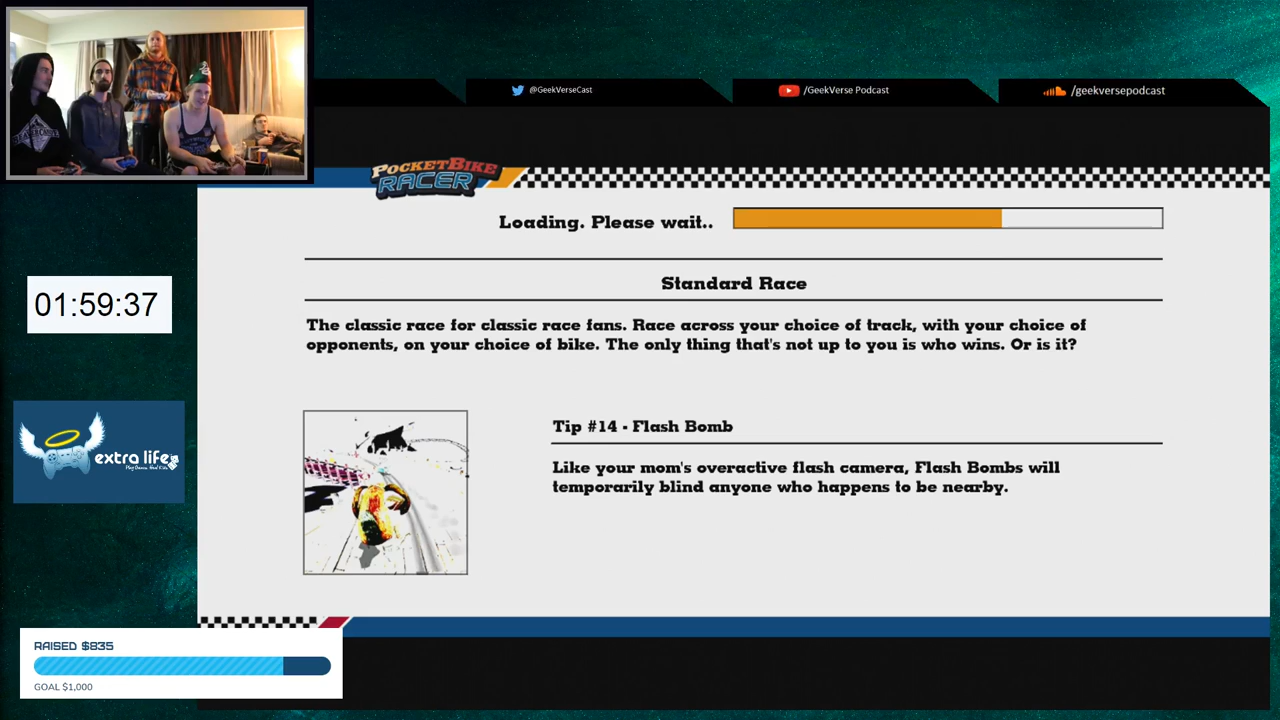 @GeekVerseCast
/GeekVerse Podcast
/geekversepodcast
POCKETBIKE
RACER
Loading. Please wait..
Standard Race
The classic race for classic race fans. Race across your choice of track, with your choice of
opponents, on your choice of bike. The only thing that's not up to you is who wins. Or is it?
01:59:37
Tip #14 - Flash Bomb
Like your mom's overactive flash camera, Flash Bombs will
temporarily blind anyone who happens to be nearby.
extra life
Play Games. Heal Kids.
RAISED $835
GOAL $1,000